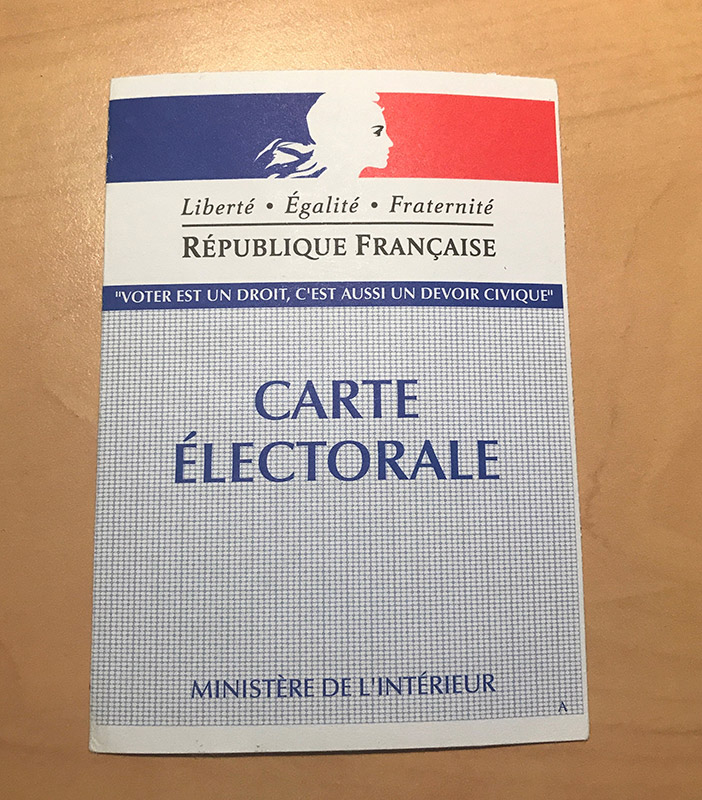 Liberté • Égalité • Fraternité
RÉPUBLIQUE FRANÇAISE
"VOTER EST UN DROIT, C'EST AUSSI UN DEVOIR CIVIQUE"
CARTE
ÉLECTORALE
MINISTÈRE DE L'INTÉRIEUR
A